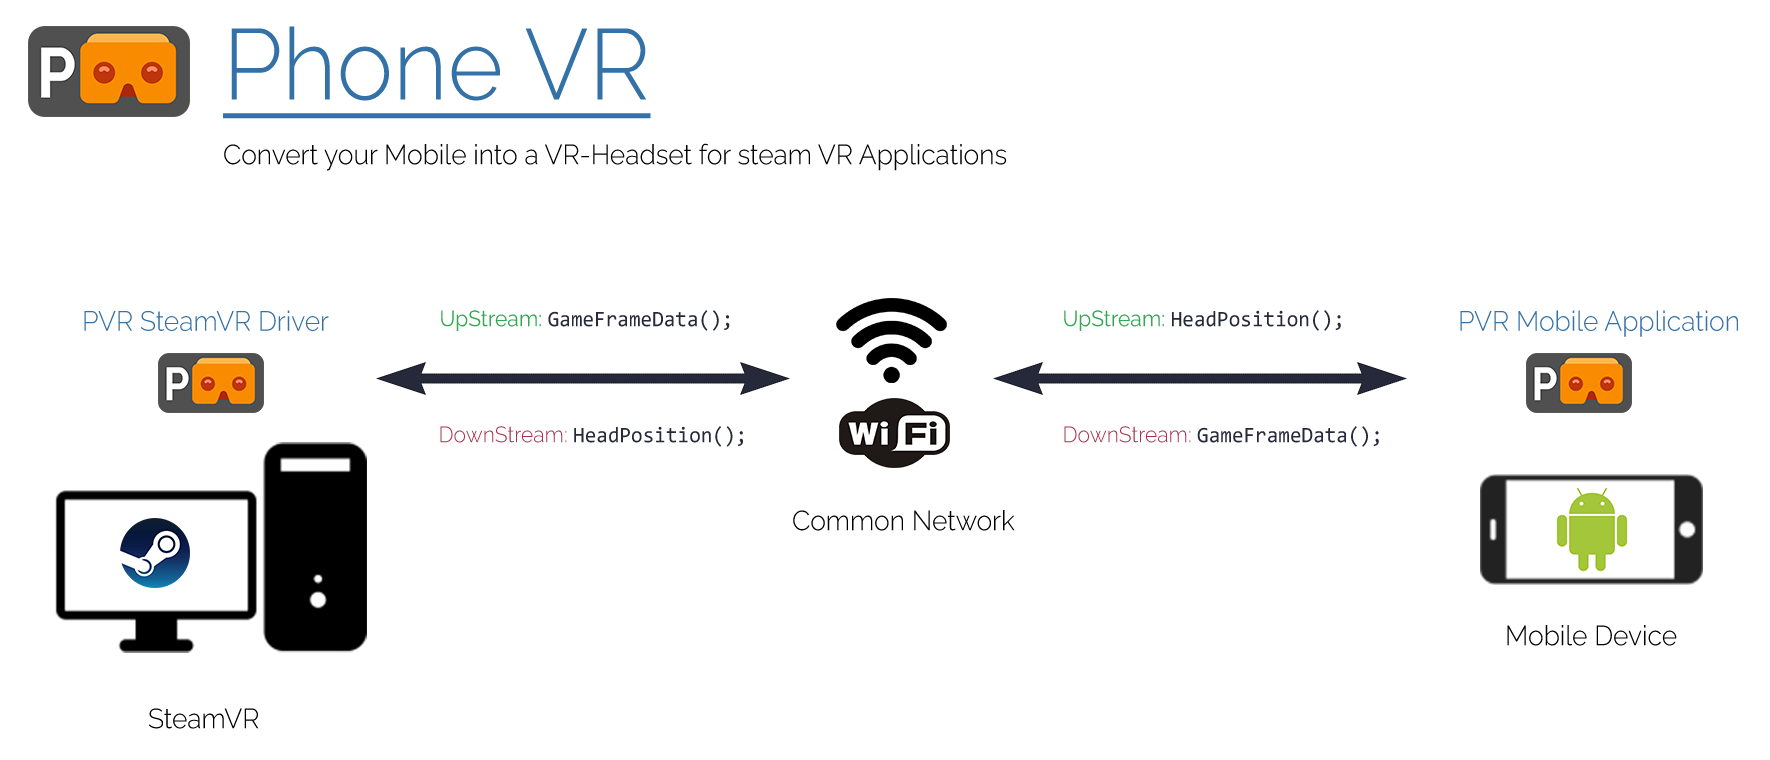 P
Phone VR
Convert your Mobile into a VR-Headset for steam VR Applications
PVR SteamVR Driver
P
UpStream: GameFrameData();
DownStream: HeadPosition();
Wi Fi
Common Network
UpStream: HeadPosition();
DownStream: GameFrameData();
PVR Mobile Application
P
SteamVR
Mobile Device